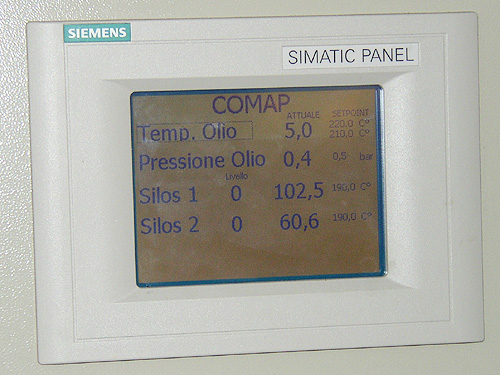 SIEMENS
SIMATIC PANEL
COMAP
ATTUALE SETPOINT
Temp. Olio 5,0 220.0 C° 210.0 C°
Pressione Olio 0,4 0,5 bar
Livello
Silos 1 0 102,5 190,0 C°
Silos 2 0 60,6 190,0 C°